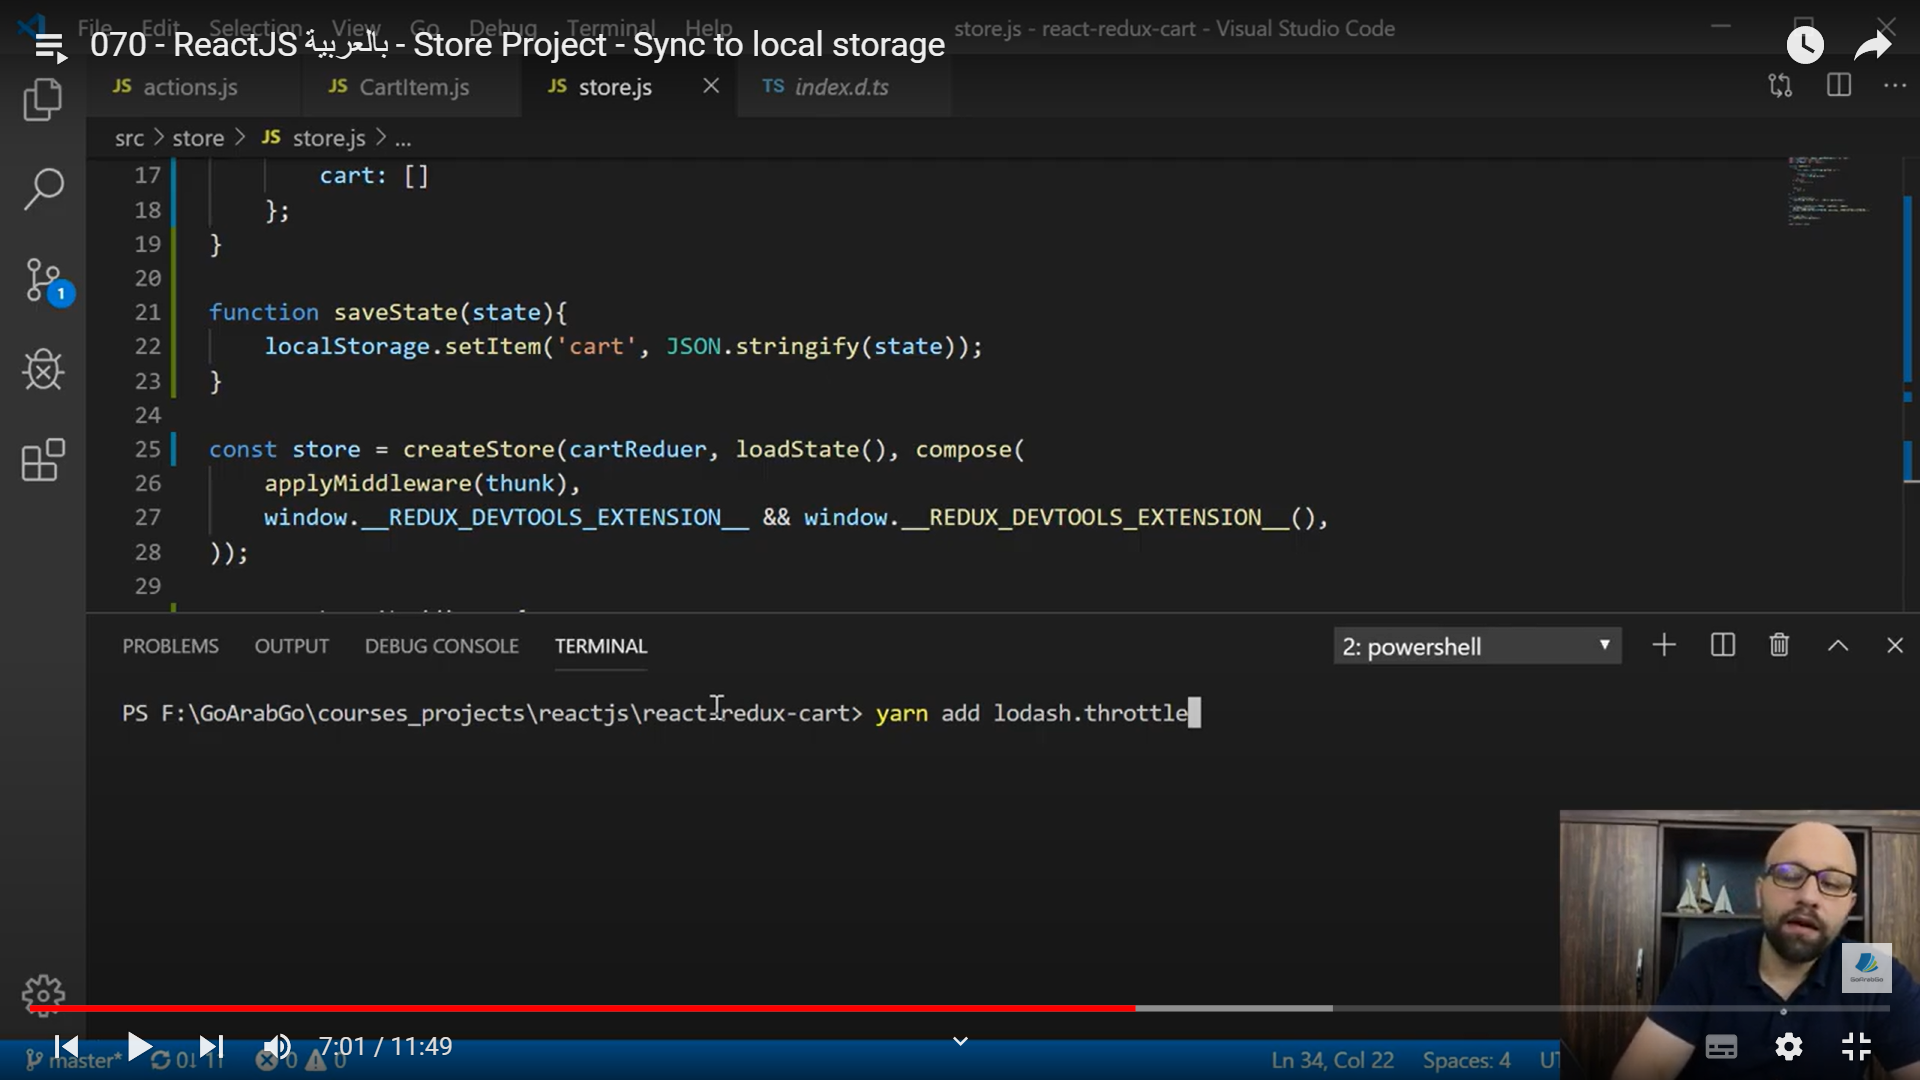 File Edit Selection View Go Debug Terminal Help
store.js - react-redux-cart - Visual Studio Code
070 - ReactJS بالعربية - Store Project - Sync to local storage
JS actions.js
JS CartItem.js
JS store.js
TS index.d.ts
src > store > JS store.js > ...
17 cart: []
18 };
19 }
20
21 function saveState(state){
22 localStorage.setItem('cart', JSON.stringify(state));
23 }
24
25 const store = createStore(cartReduer, loadState(), compose(
26 applyMiddleware(thunk),
27 window.__REDUX_DEVTOOLS_EXTENSION__ && window.__REDUX_DEVTOOLS_EXTENSION__(),
28 ));
29
1
PROBLEMS OUTPUT DEBUG CONSOLE TERMINAL
2: powershell
PS F:\GoArabGo\courses_projects\reactjs\react-redux-cart> yarn add lodash.throttle
GoArabGo
7:01 / 11:49
master*
0↓ 1↑
0 0
Ln 34, Col 22 Spaces: 4